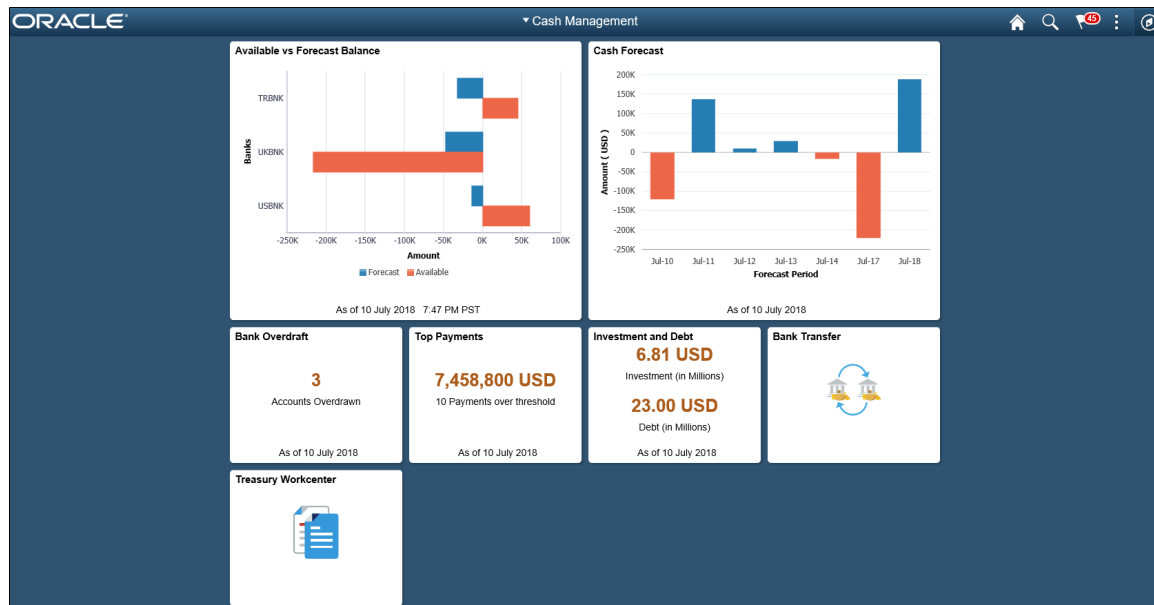 ORACLE
Cash Management
45
Available vs Forecast Balance
TRBNK
UKBNK
USBNK
Banks
-250K -200K -150K -100K -50K 0K 50K 100K
Amount
Forecast Available
As of 10 July 2018 7:47 PM PST
Cash Forecast
200K
150K
100K
50K
0
-50K
-100K
-150K
-200K
-250K
Amount ( USD )
Jul-10 Jul-11 Jul-12 Jul-13 Jul-14 Jul-17 Jul-18
Forecast Period
As of 10 July 2018
Bank Overdraft
3
Accounts Overdrawn
As of 10 July 2018
Top Payments
7,458,800 USD
10 Payments over threshold
As of 10 July 2018
Investment and Debt
6.81 USD
Investment (in Millions)
23.00 USD
Debt (in Millions)
As of 10 July 2018
Bank Transfer
Treasury Workcenter